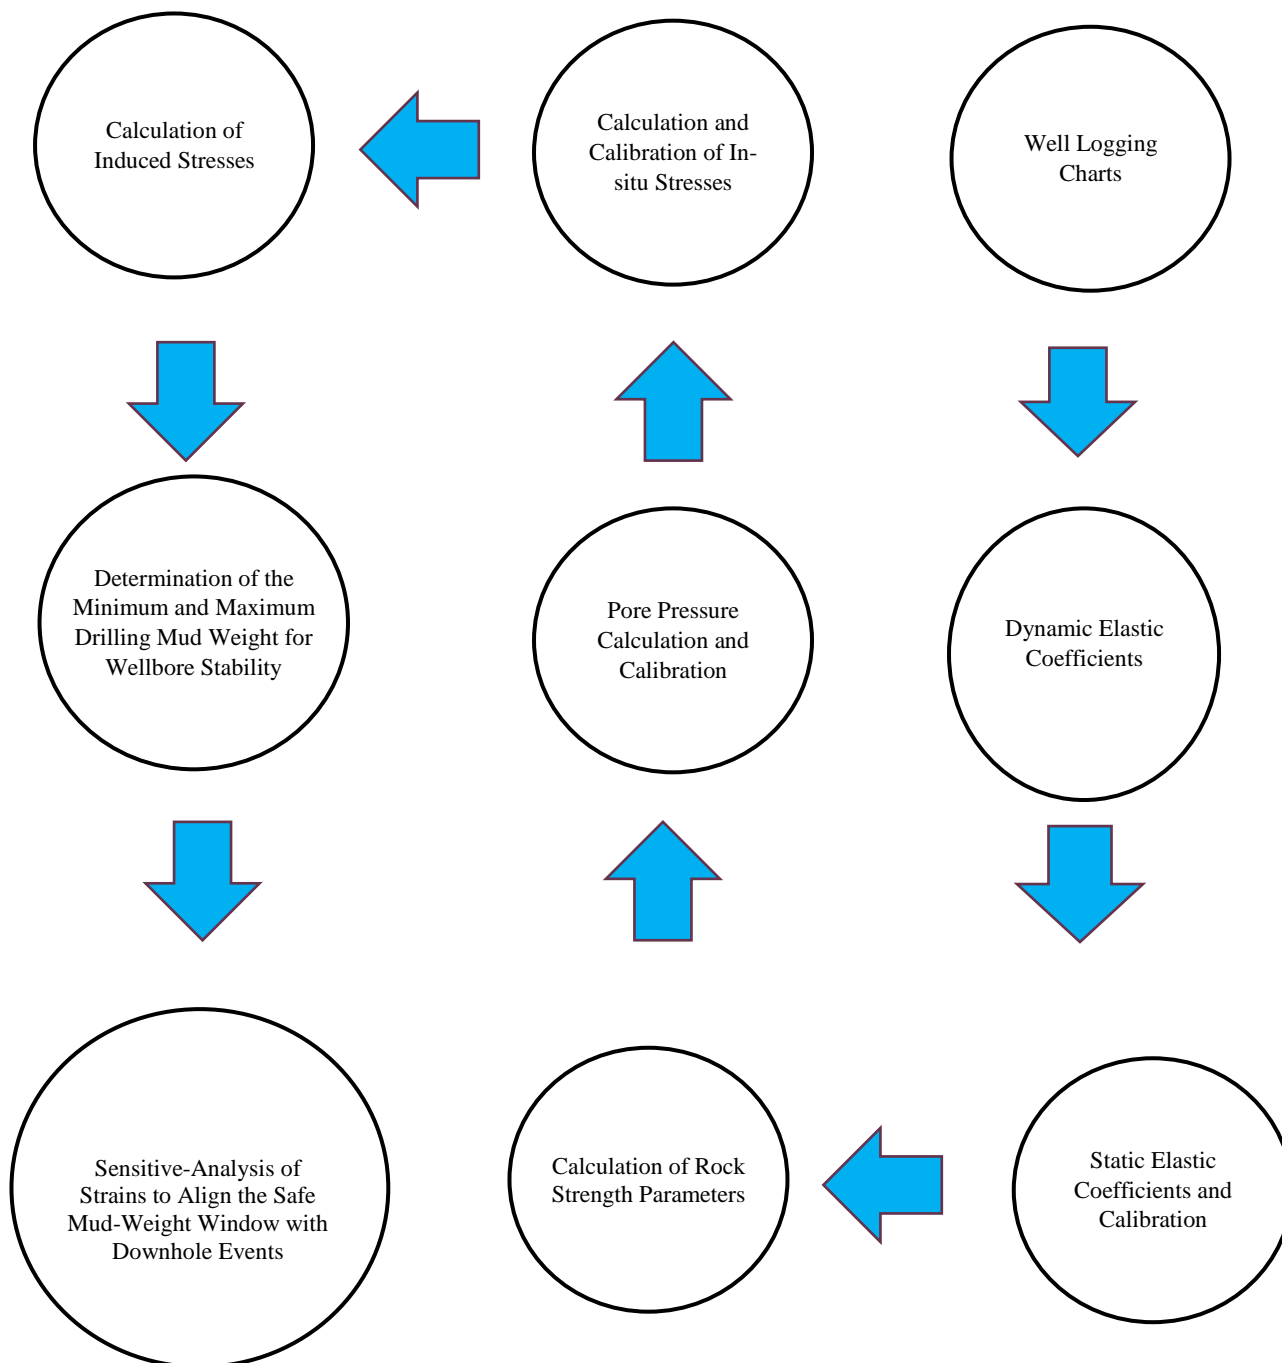 Calculation of
Induced Stresses
Calculation and
Calibration of In-
situ Stresses
Well Logging
Charts
Determination of the
Minimum and Maximum
Drilling Mud Weight for
Wellbore Stability
Pore Pressure
Calculation and
Calibration
Dynamic Elastic
Coefficients
Sensitive-Analysis of
Strains to Align the Safe
Mud-Weight Window with
Downhole Events
Calculation of Rock
Strength Parameters
Static Elastic
Coefficients and
Calibration